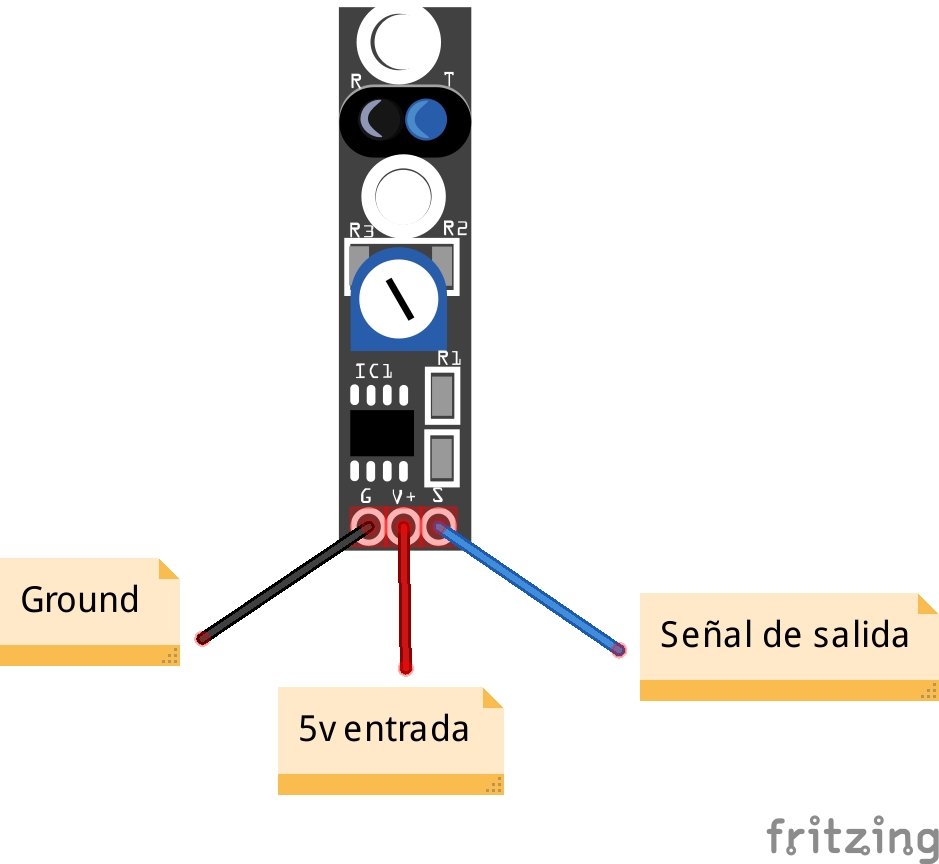 R T
R3 R2
R1
IC1
G V+ S
Ground
Señal de salida
5v entrada
fritzing